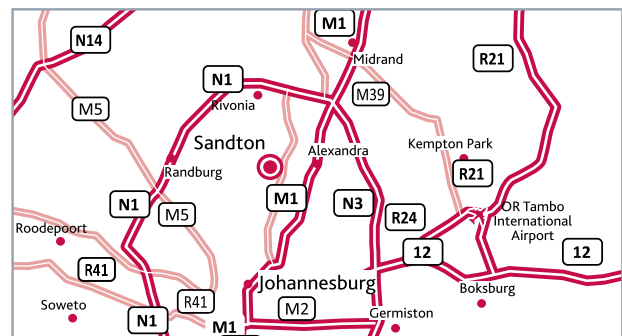 M1
N14
R21
Midrand
N1
M39
M5
Rivonia
Sandton
Alexandra
Kempton Park
Randburg
R21
M1
N3
N1
M5
R24
OR Tambo
International
Airport
Roodepoort
12
12
R41
Johannesburg
Boksburg
R41
M2
Soweto
Germiston
N1
M1